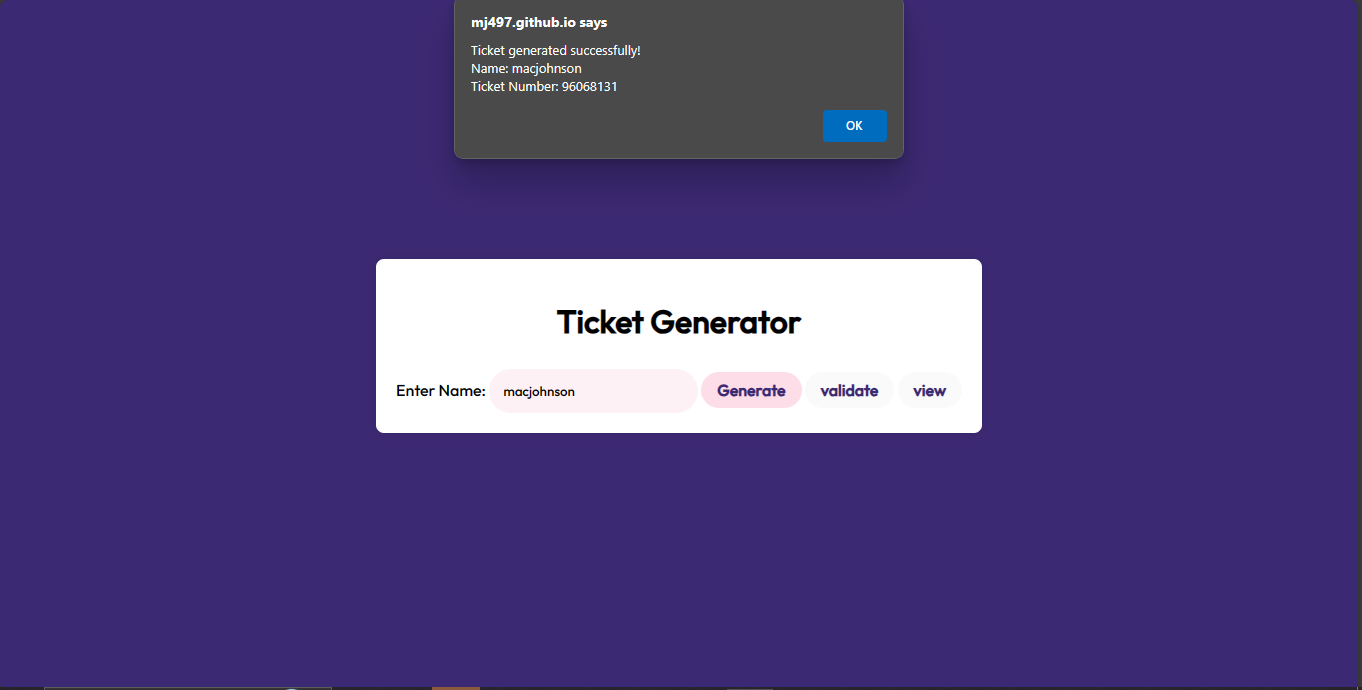 mj497.github.io says
Ticket generated successfully!
Name: macjohnson
Ticket Number: 96068131
OK
Ticket Generator
Enter Name: macjohnson Generate validate view